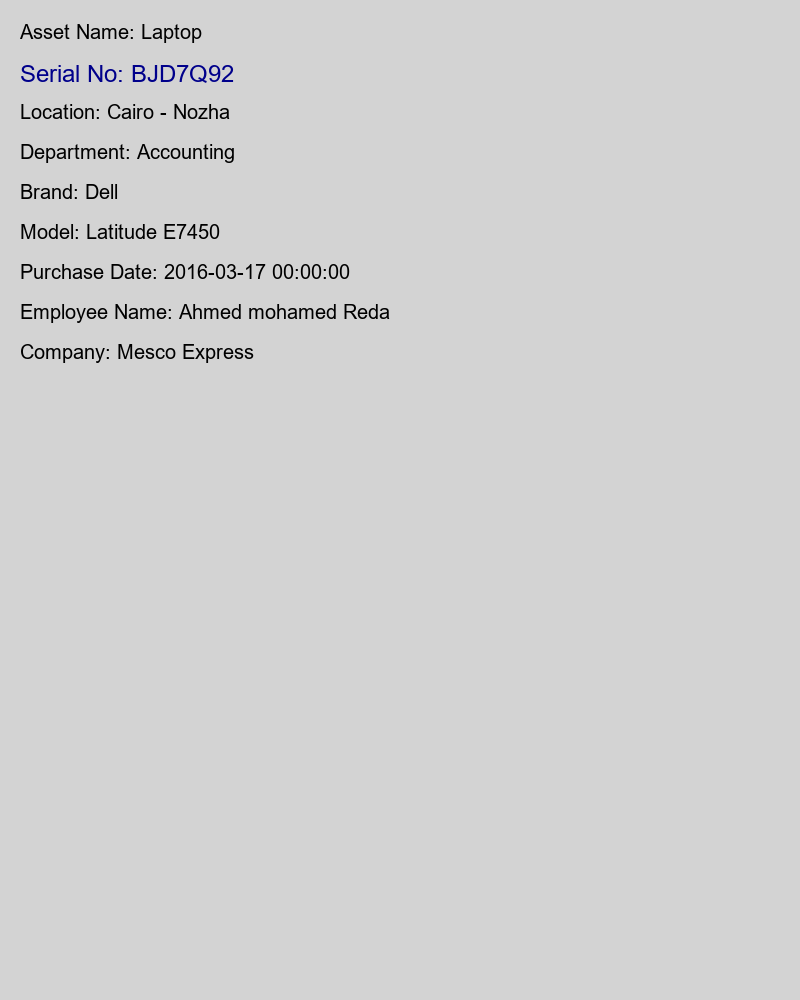 Asset Name: Laptop
Serial No: BJD7Q92
Location: Cairo - Nozha
Department: Accounting
Brand: Dell
Model: Latitude E7450
Purchase Date: 2016-03-17 00:00:00
Employee Name: Ahmed mohamed Reda
Company: Mesco Express